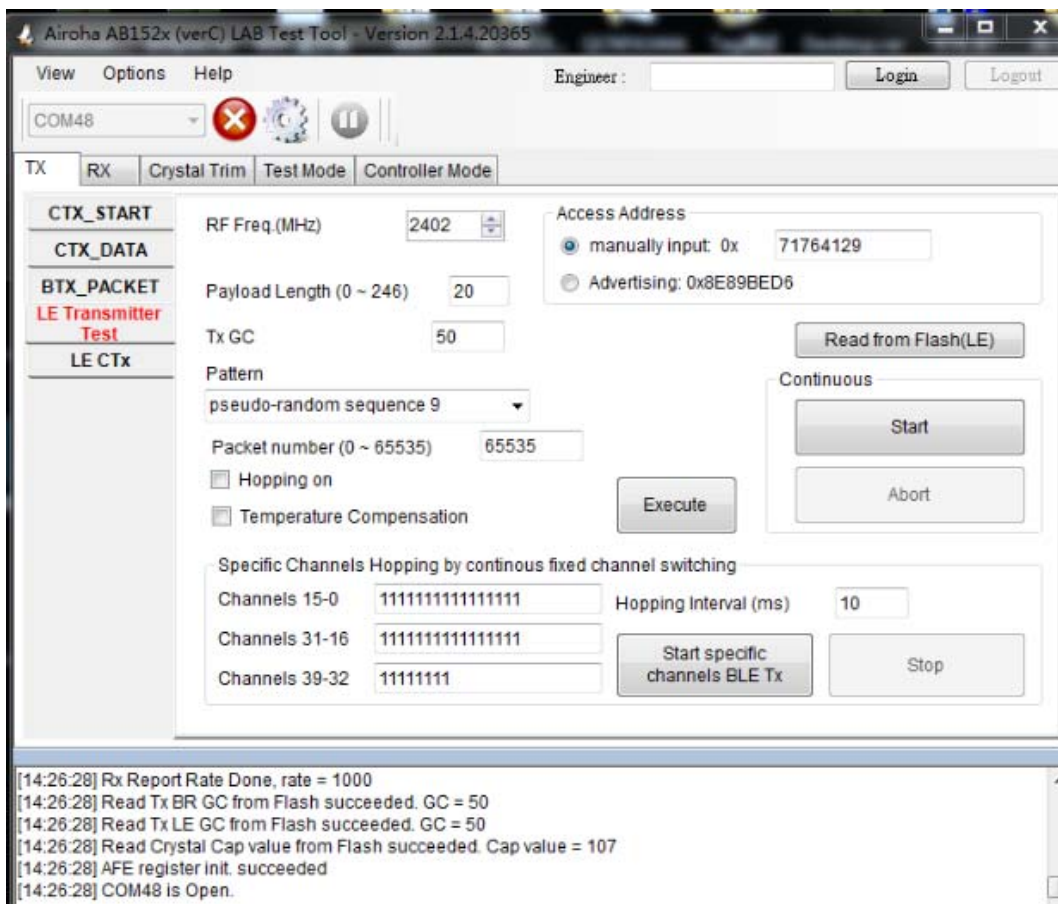 Airoha AB152x (verC) LAB Test Tool - Version 2.1.4.20365
View Options Help Engineer : Login Logout
COM48
TX RX Crystal Trim Test Mode Controller Mode
CTX_START
CTX_DATA
BTX_PACKET
LE Transmitter
Test
LE CTx
RF Freq.(MHz) 2402
Payload Length (0 ~ 246) 20
Tx GC 50
Pattern
pseudo-random sequence 9
Packet number (0 ~ 65535) 65535
Hopping on
Temperature Compensation
Execute
Access Address
manually input: 0x 71764129
Advertising: 0x8E89BED6
Read from Flash(LE)
Continuous
Start
Abort
Specific Channels Hopping by continous fixed channel switching
Channels 15-0 1111111111111111
Channels 31-16 1111111111111111
Channels 39-32 11111111
Hopping Interval (ms) 10
Start specific
channels BLE Tx
Stop
[14:26:28] Rx Report Rate Done, rate = 1000
[14:26:28] Read Tx BR GC from Flash succeeded. GC = 50
[14:26:28] Read Tx LE GC from Flash succeeded. GC = 50
[14:26:28] Read Crystal Cap value from Flash succeeded. Cap value = 107
[14:26:28] AFE register init. succeeded
[14:26:28] COM48 is Open.